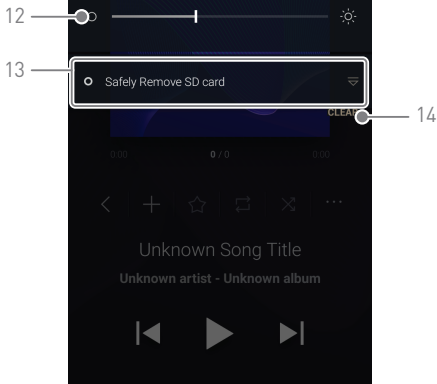 12
13
Safely Remove SD card
CLEAR
14
0:00 0 / 0 0:00
Unknown Song Title
Unknown artist - Unknown album